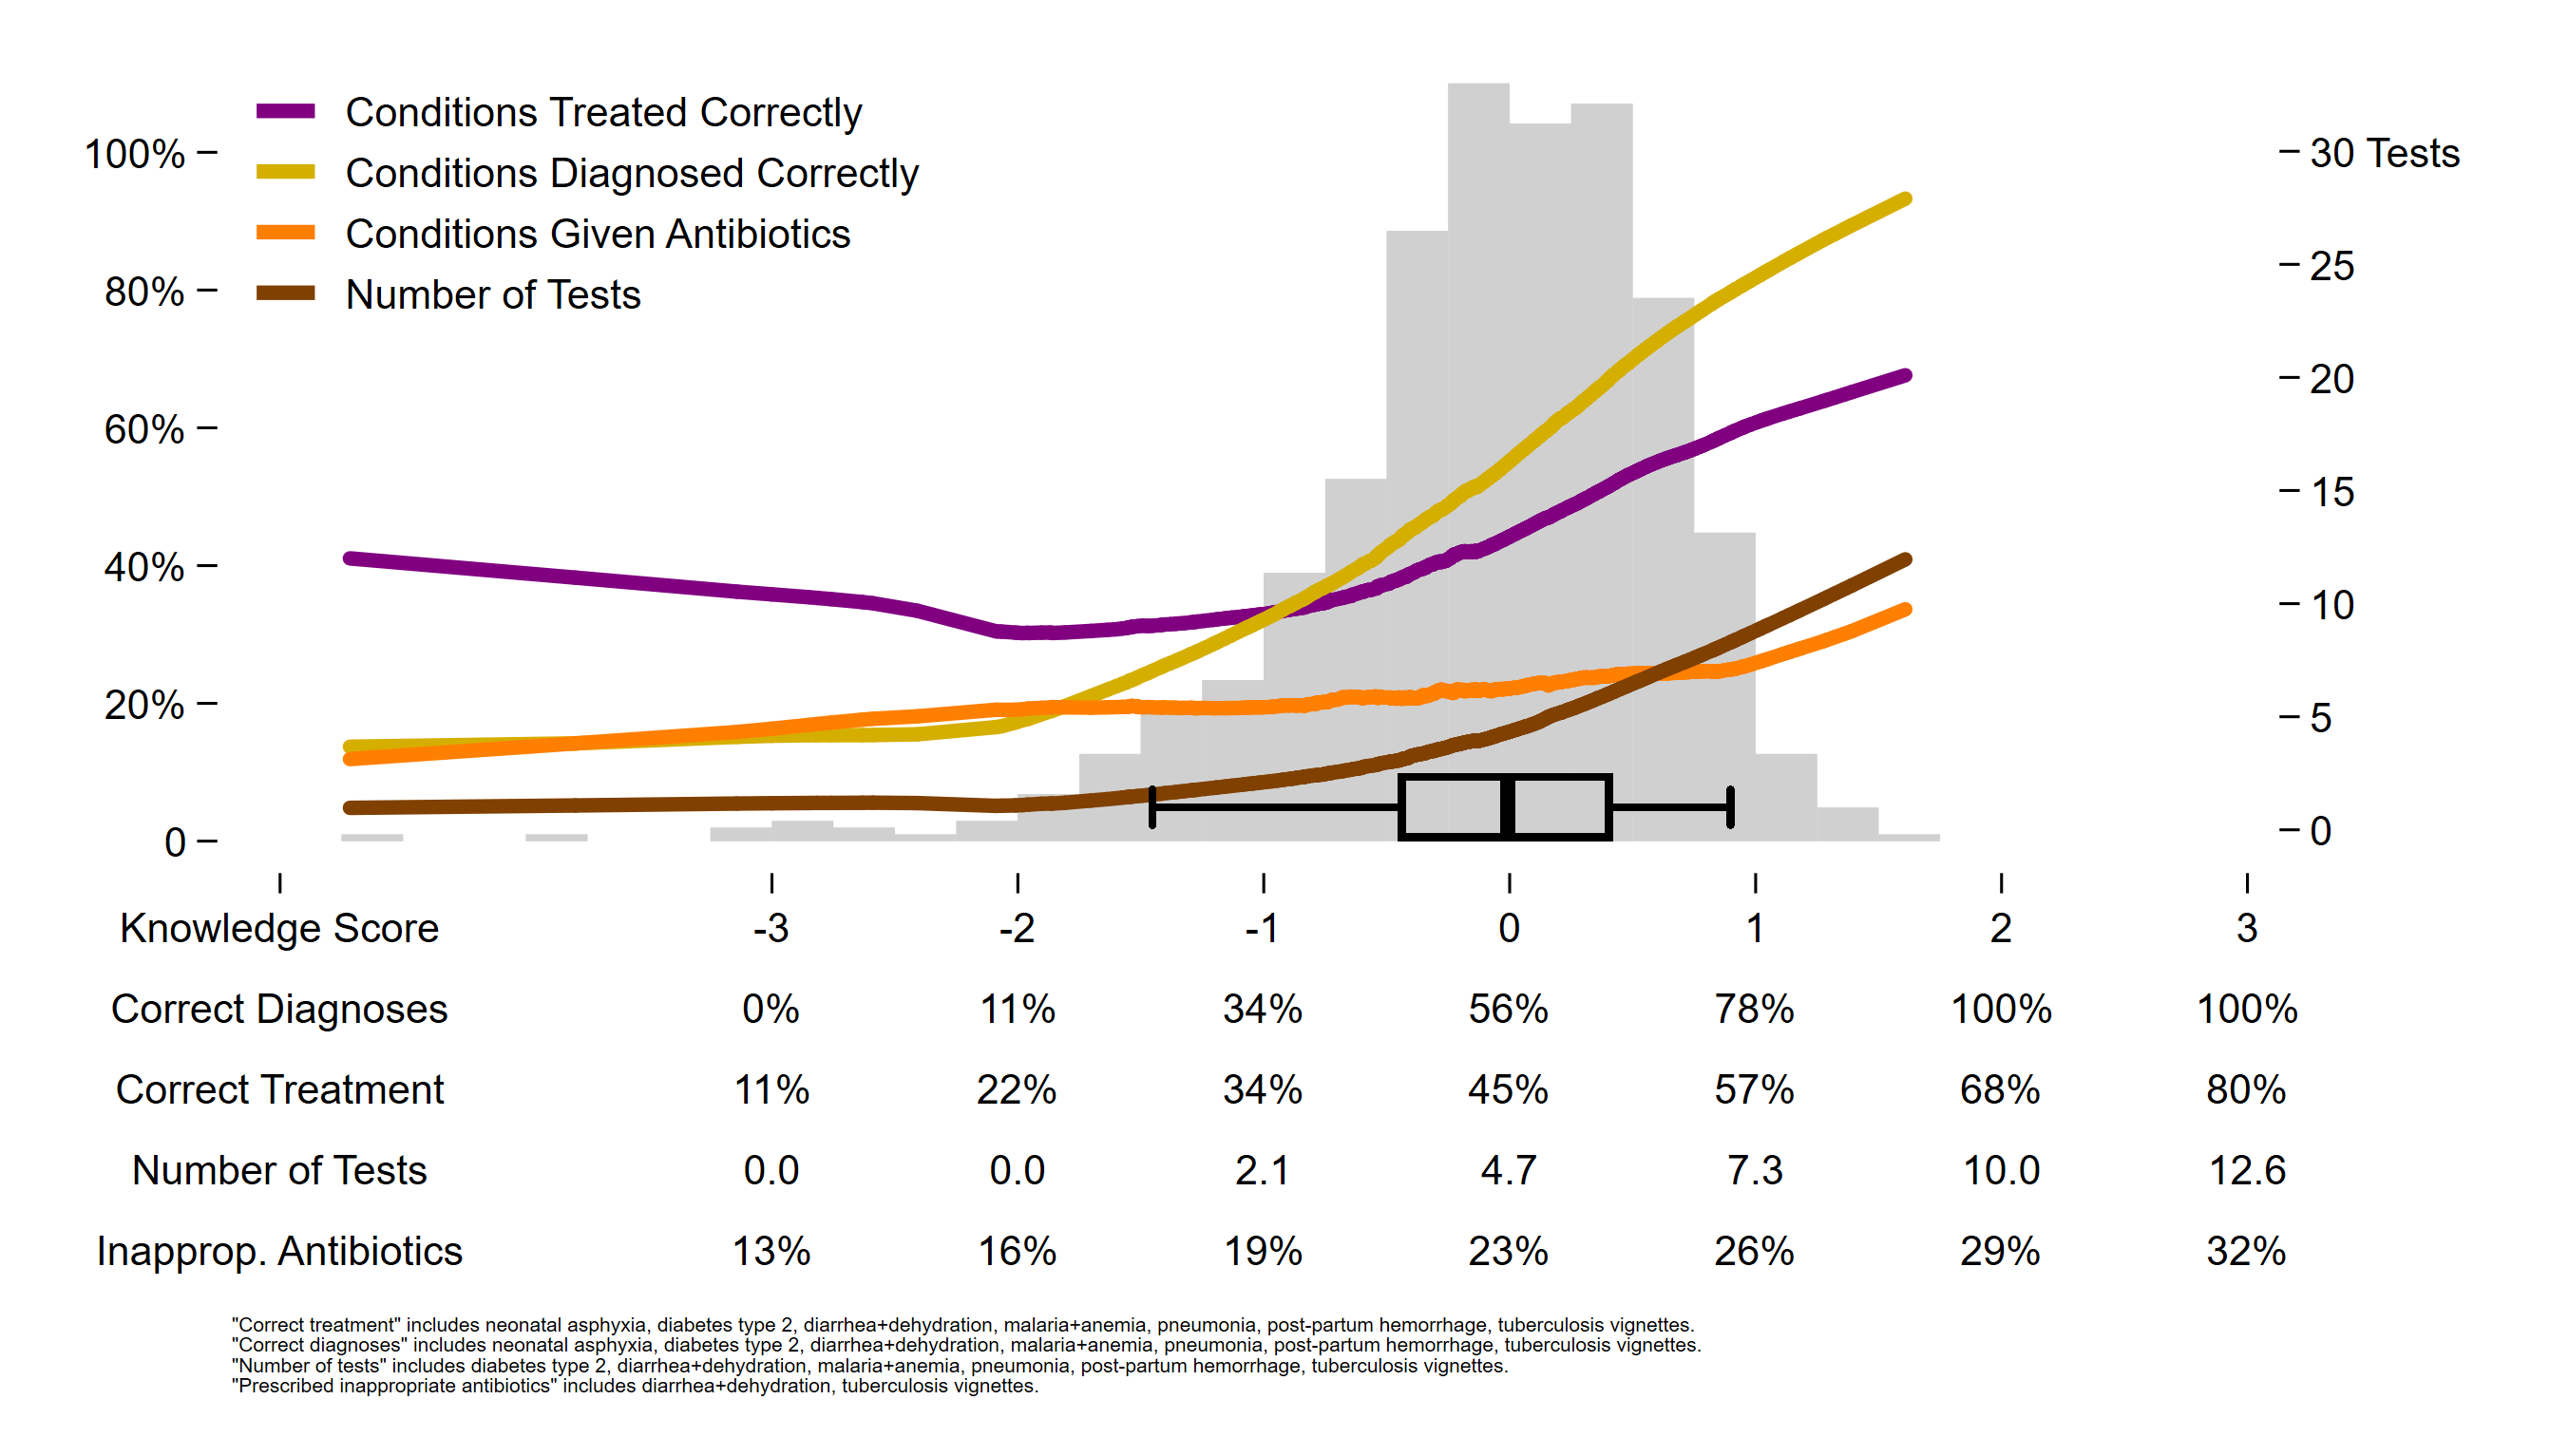 Conditions Treated Correctly
Conditions Diagnosed Correctly
Conditions Given Antibiotics
Number of Tests
100%
80%
60%
40%
20%
0
30 Tests
25
20
15
10
5
0
Knowledge Score -3 -2 -1 0 1 2 3
Correct Diagnoses 0% 11% 34% 56% 78% 100% 100%
Correct Treatment 11% 22% 34% 45% 57% 68% 80%
Number of Tests 0.0 0.0 2.1 4.7 7.3 10.0 12.6
Inapprop. Antibiotics 13% 16% 19% 23% 26% 29% 32%
"Correct treatment" includes neonatal asphyxia, diabetes type 2, diarrhea+dehydration, malaria+anemia, pneumonia, post-partum hemorrhage, tuberculosis vignettes.
"Correct diagnoses" includes neonatal asphyxia, diabetes type 2, diarrhea+dehydration, malaria+anemia, pneumonia, post-partum hemorrhage, tuberculosis vignettes.
"Number of tests" includes diabetes type 2, diarrhea+dehydration, malaria+anemia, pneumonia, post-partum hemorrhage, tuberculosis vignettes.
"Prescribed inappropriate antibiotics" includes diarrhea+dehydration, tuberculosis vignettes.